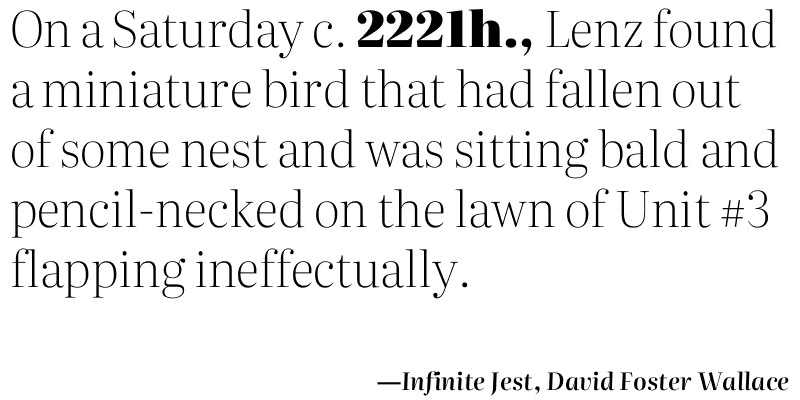 On a Saturday c. 2221h., Lenz found
a miniature bird that had fallen out
of some nest and was sitting bald and
pencil-necked on the lawn of Unit #3
flapping ineffectually.
—Infinite Jest, David Foster Wallace